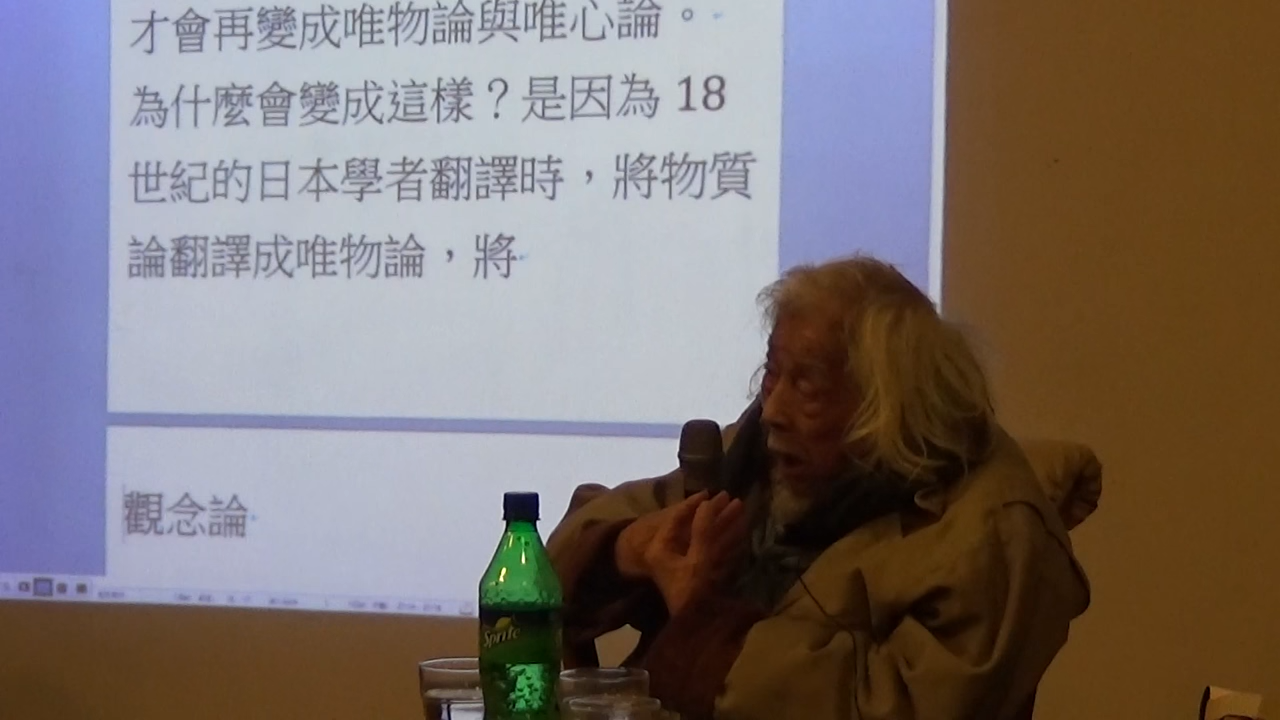 才會再變成唯物論與唯心論。
為什麼會變成這樣？是因為 18
世紀的日本學者翻譯時，將物質
論翻譯成唯物論，將
觀念論
Sprite